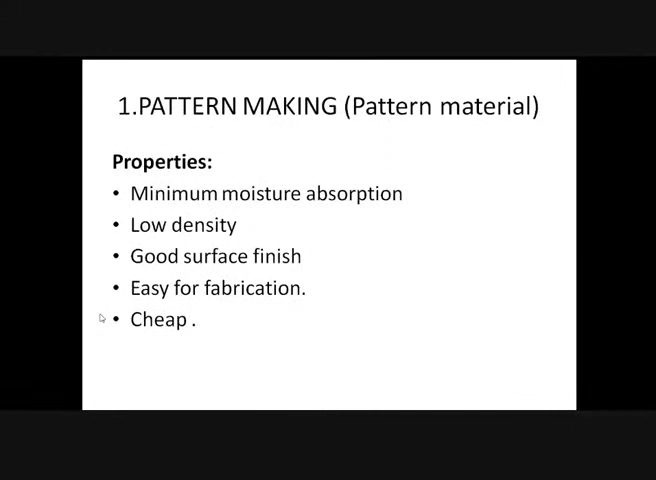 1.PATTERN MAKING (Pattern material)
Properties:
• Minimum moisture absorption
• Low density
• Good surface finish
• Easy for fabrication.
• Cheap .